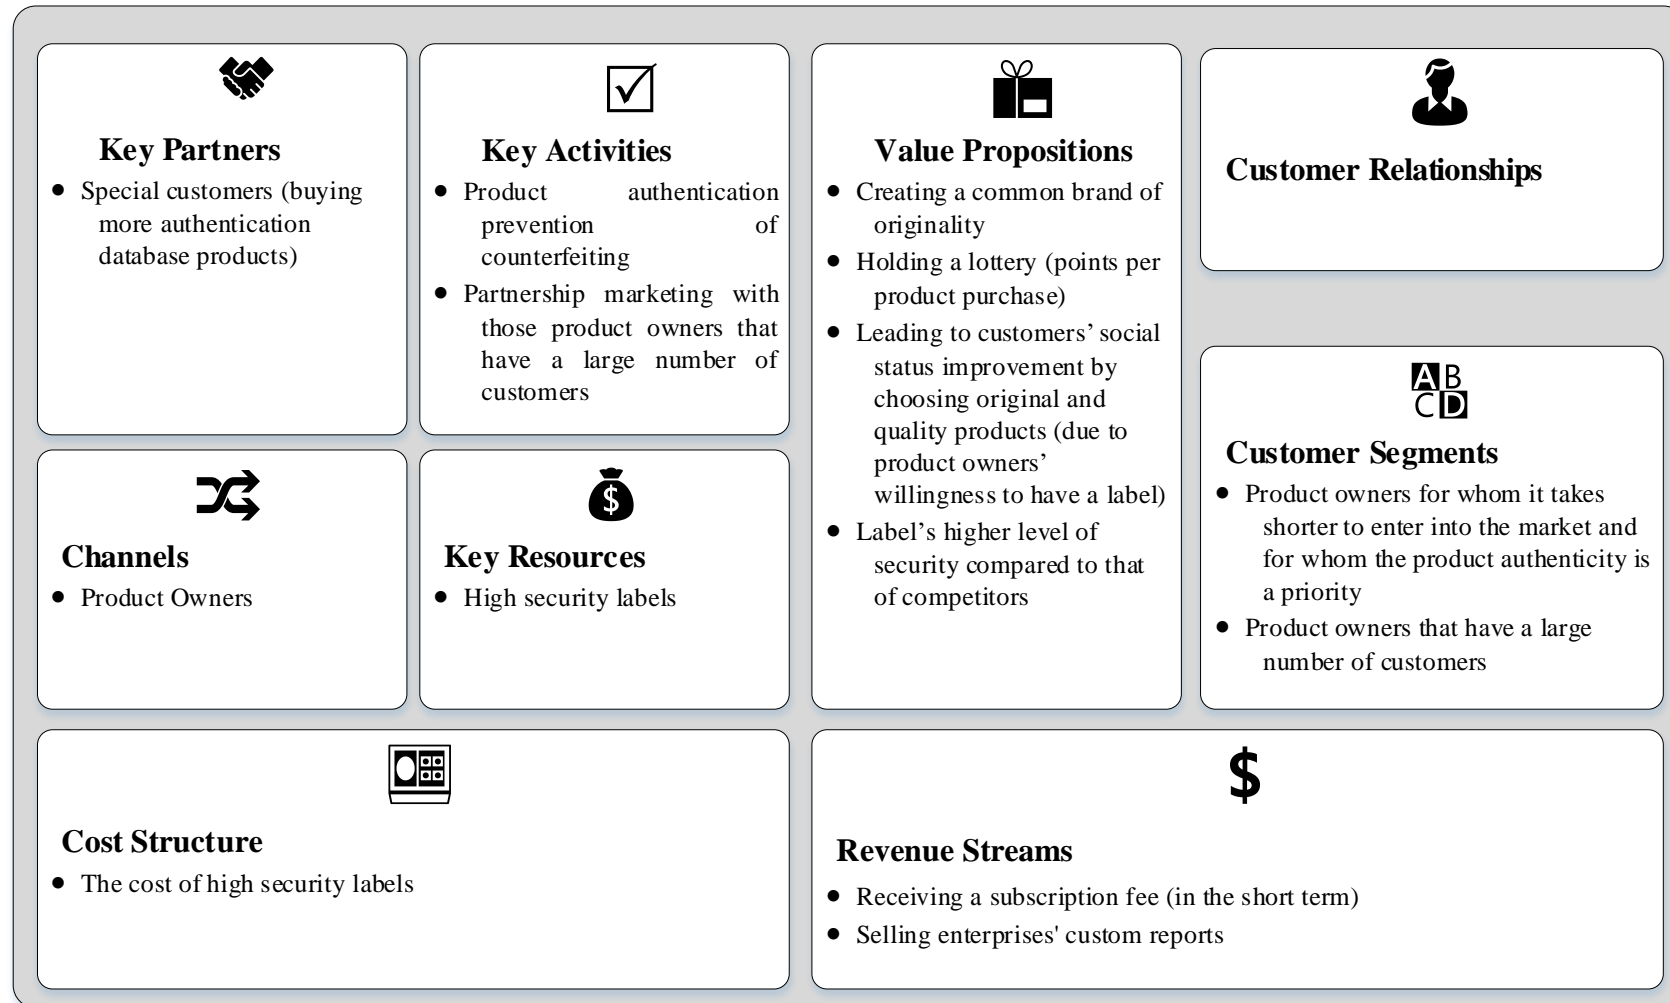 Key Partners
• Special customers (buying
more authentication
database products)
Key Activities
• Product authentication
prevention of
counterfeiting
• Partnership marketing with
those product owners that
have a large number of
customers
Value Propositions
• Creating a common brand of
originality
• Holding a lottery (points per
product purchase)
• Leading to customers’ social
status improvement by
choosing original and
quality products (due to
product owners’
willingness to have a label)
• Label’s higher level of
security compared to that
of competitors
Customer Relationships
AB
CD
Customer Segments
• Product owners for whom it takes
shorter to enter into the market and
for whom the product authenticity is
a priority
• Product owners that have a large
number of customers
Channels
• Product Owners
$
Key Resources
• High security labels
Cost Structure
• The cost of high security labels
$
Revenue Streams
• Receiving a subscription fee (in the short term)
• Selling enterprises' custom reports